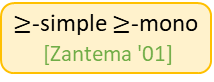 ≥-simple ≥-mono
[Zantema '01]